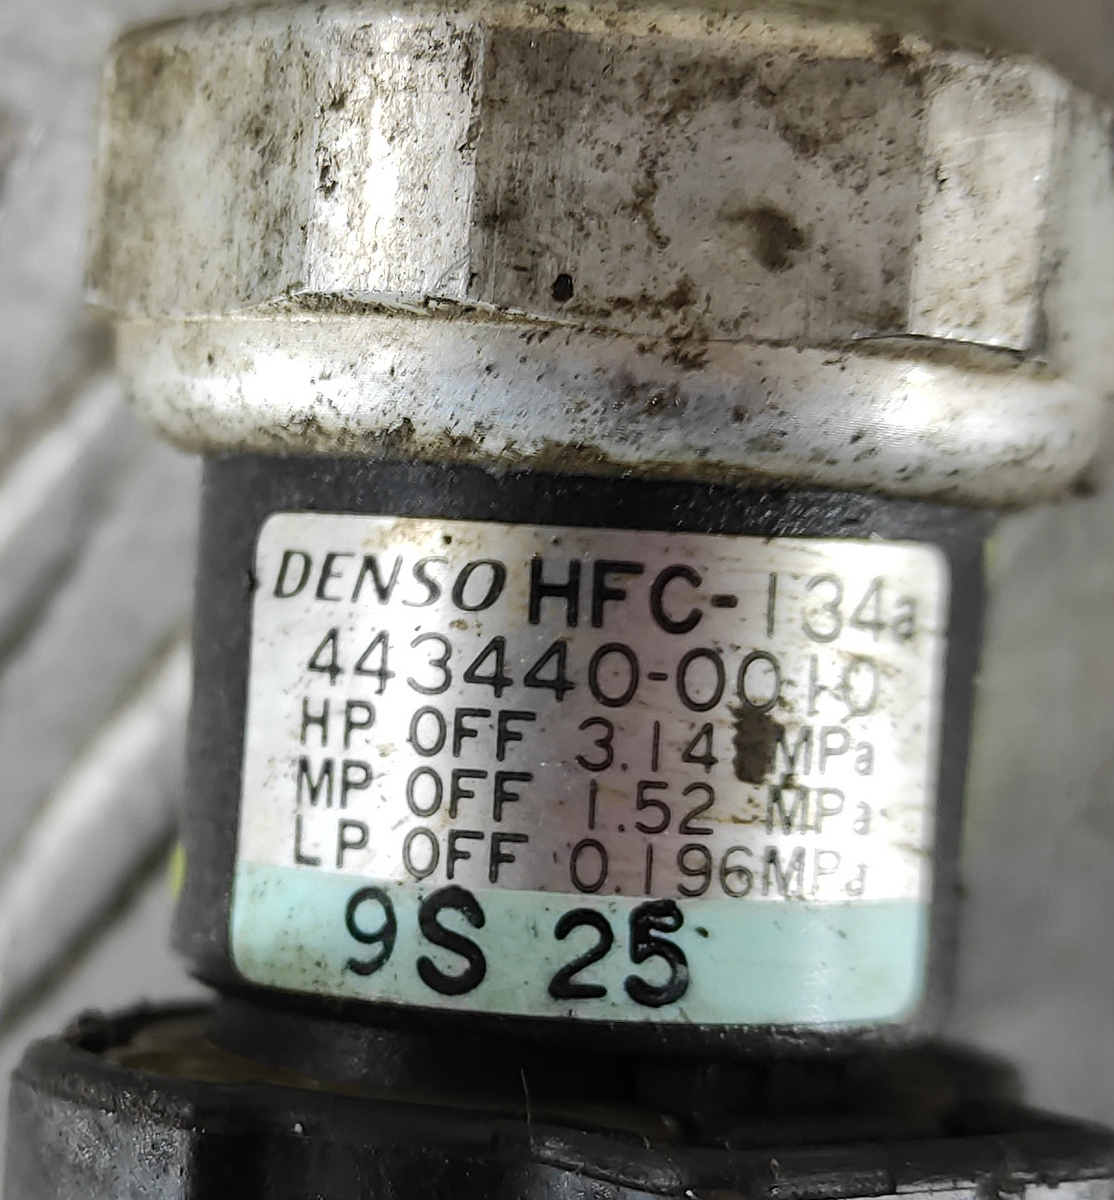 DENSO HFC-134a
443440-0010
HP OFF 3.14 MPa
MP OFF 1.52 MPa
LP OFF 0.196MPa
9S 25